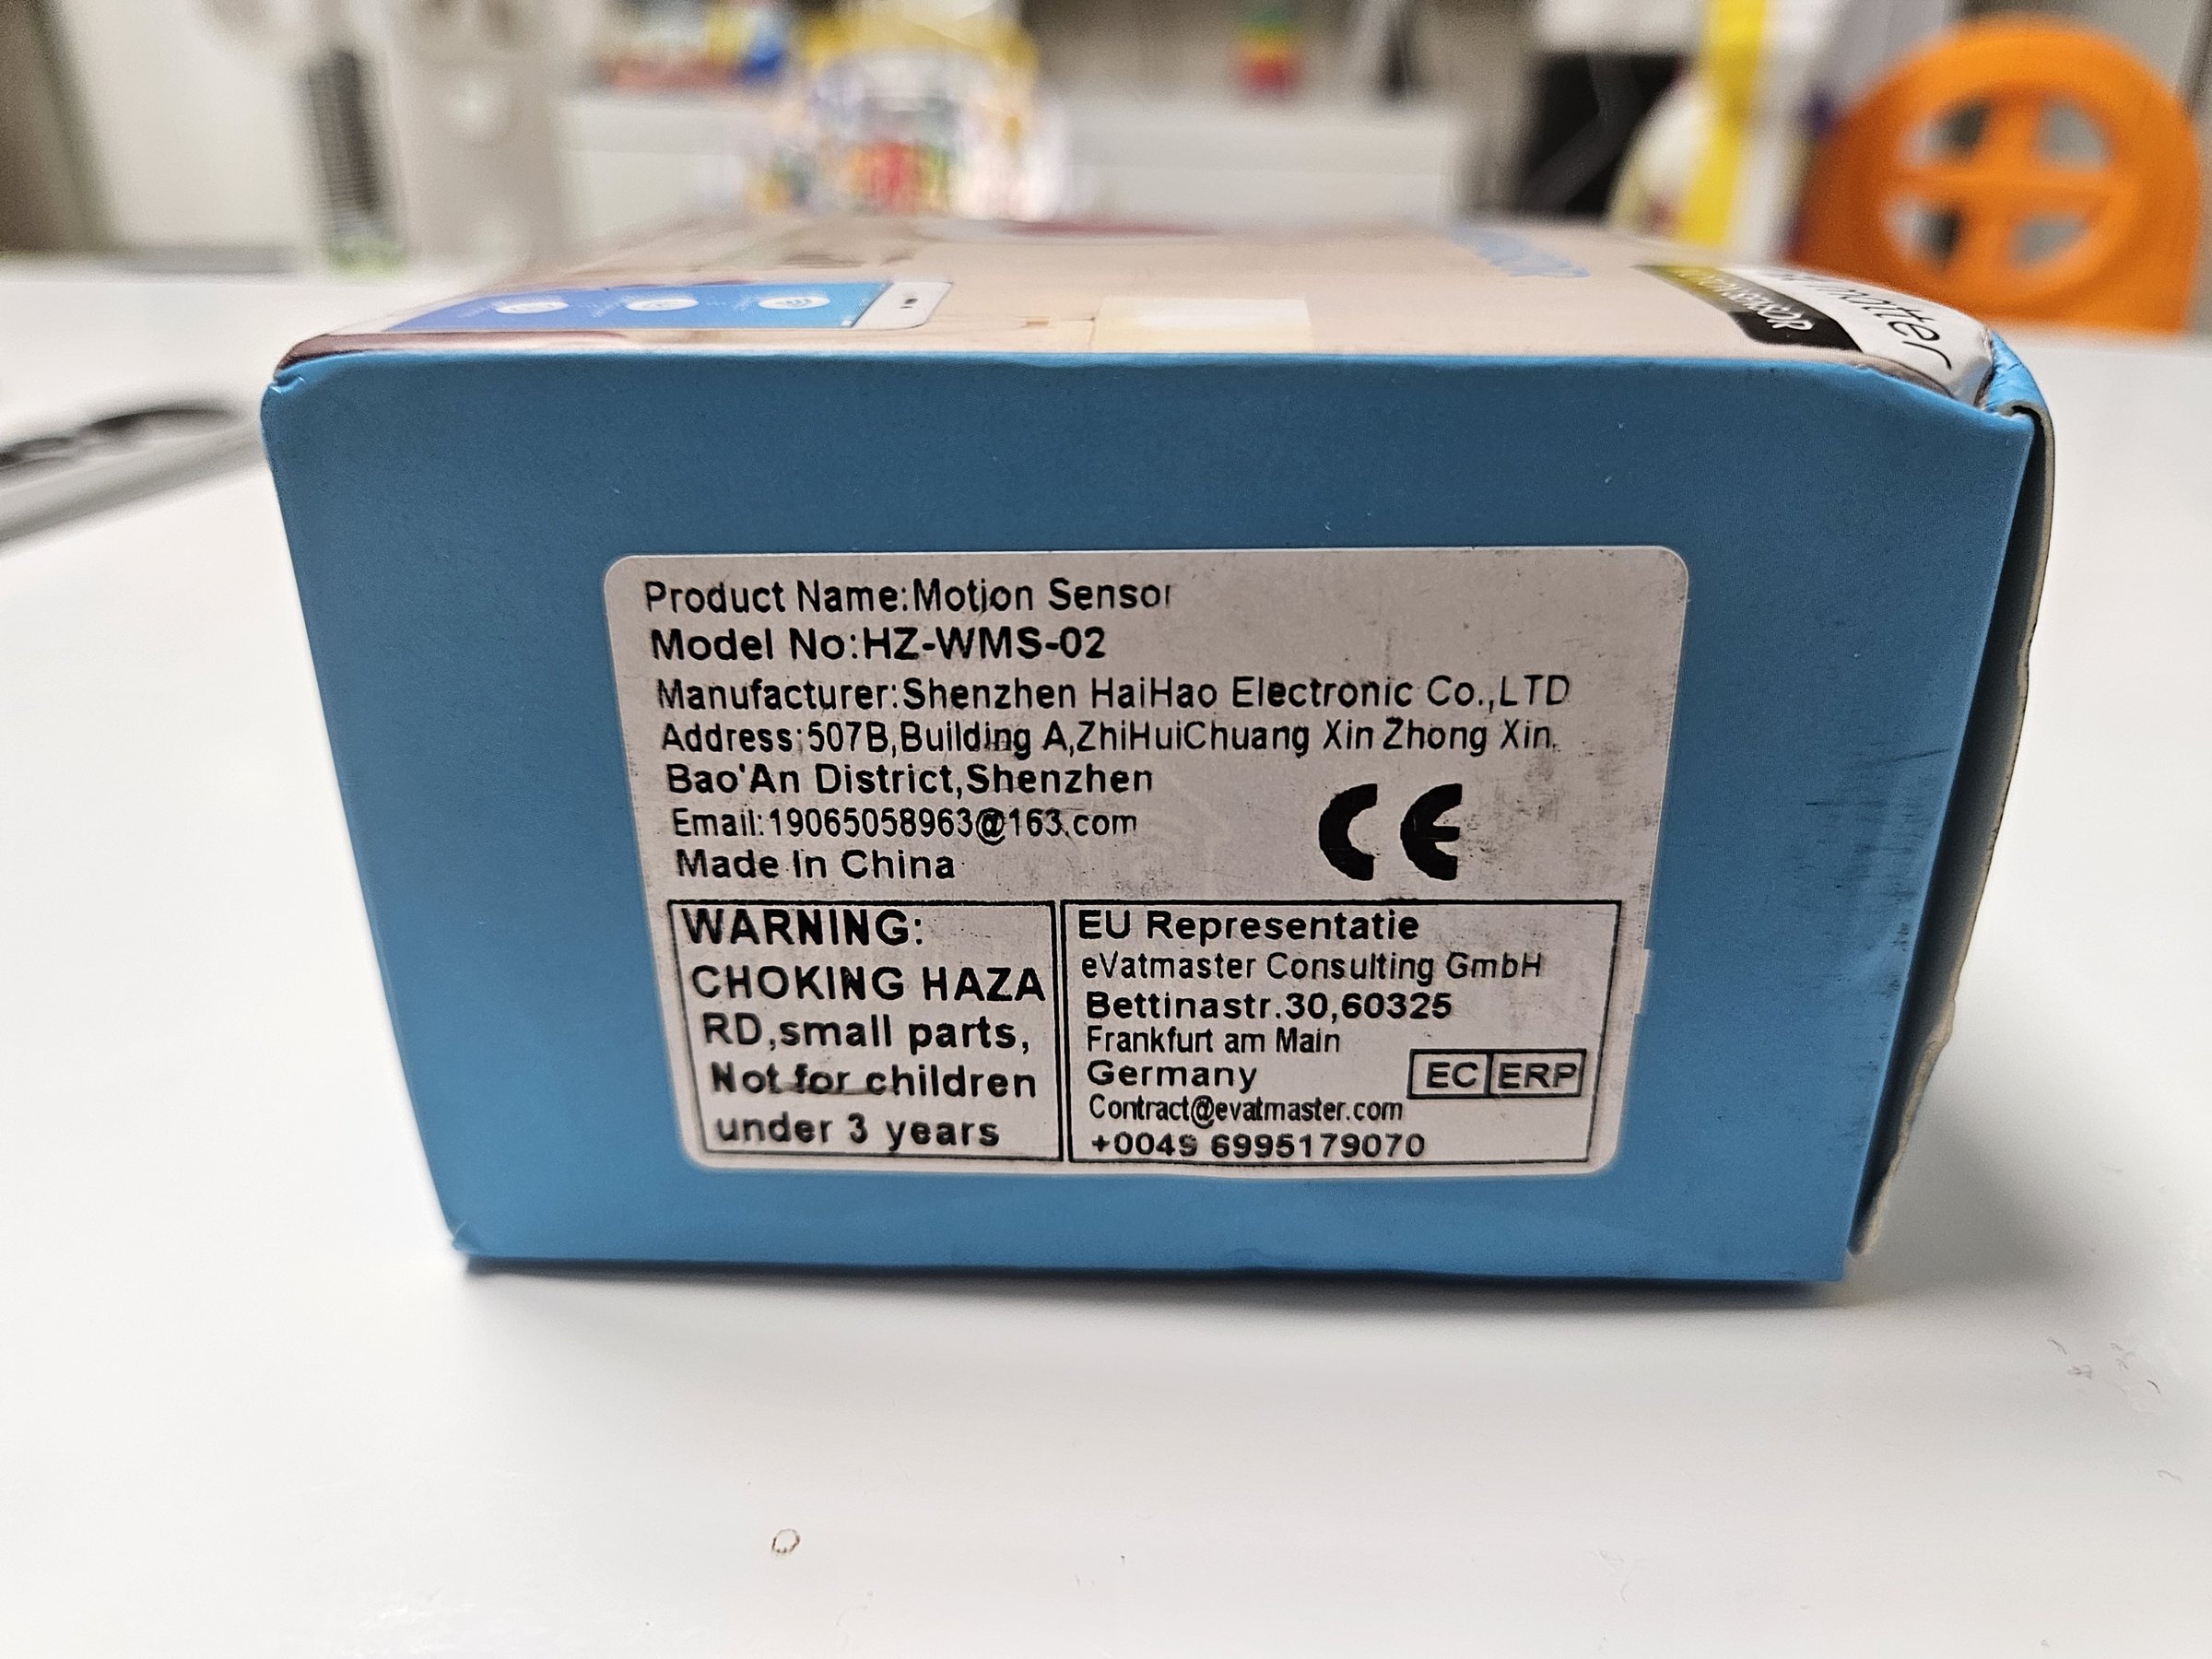 matter
Product Name:Motion Sensor
Model No:HZ-WMS-02
Manufacturer:Shenzhen HaiHao Electronic Co.,LTD
Address:507B,Building A,ZhiHuiChuang Xin Zhong Xin,
Bao'An District,Shenzhen
Email:19065058963@163.com
Made In China
CE
WARNING:
CHOKING HAZA
RD,small parts,
Not for children
under 3 years
EU Representatie
eVatmaster Consulting GmbH
Bettinastr.30,60325
Frankfurt am Main
Germany
EC ERP
Contract@evatmaster.com
+0049 6995179070